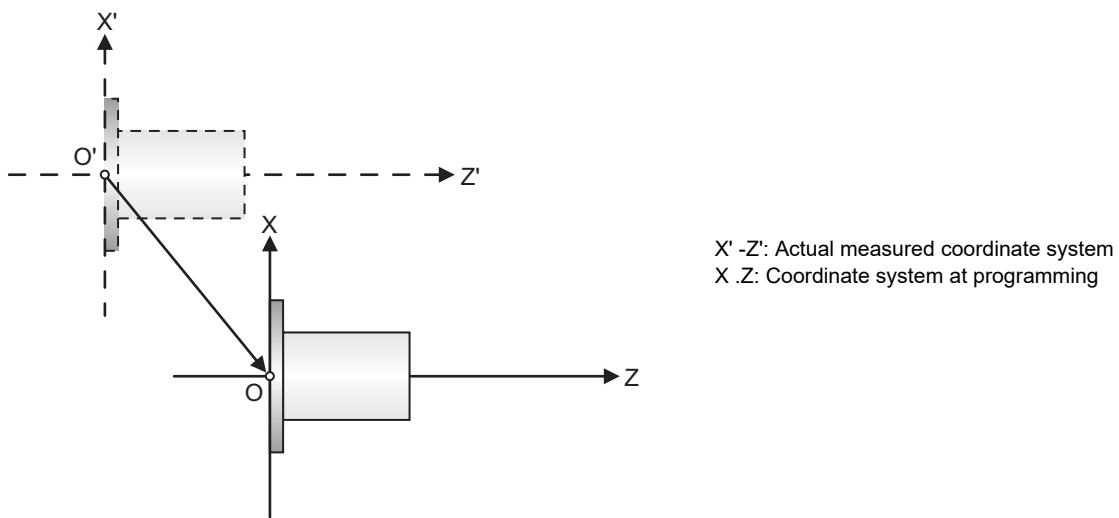 X'
O'
Z'
X
X' -Z': Actual measured coordinate system
X .Z: Coordinate system at programming
Z
O